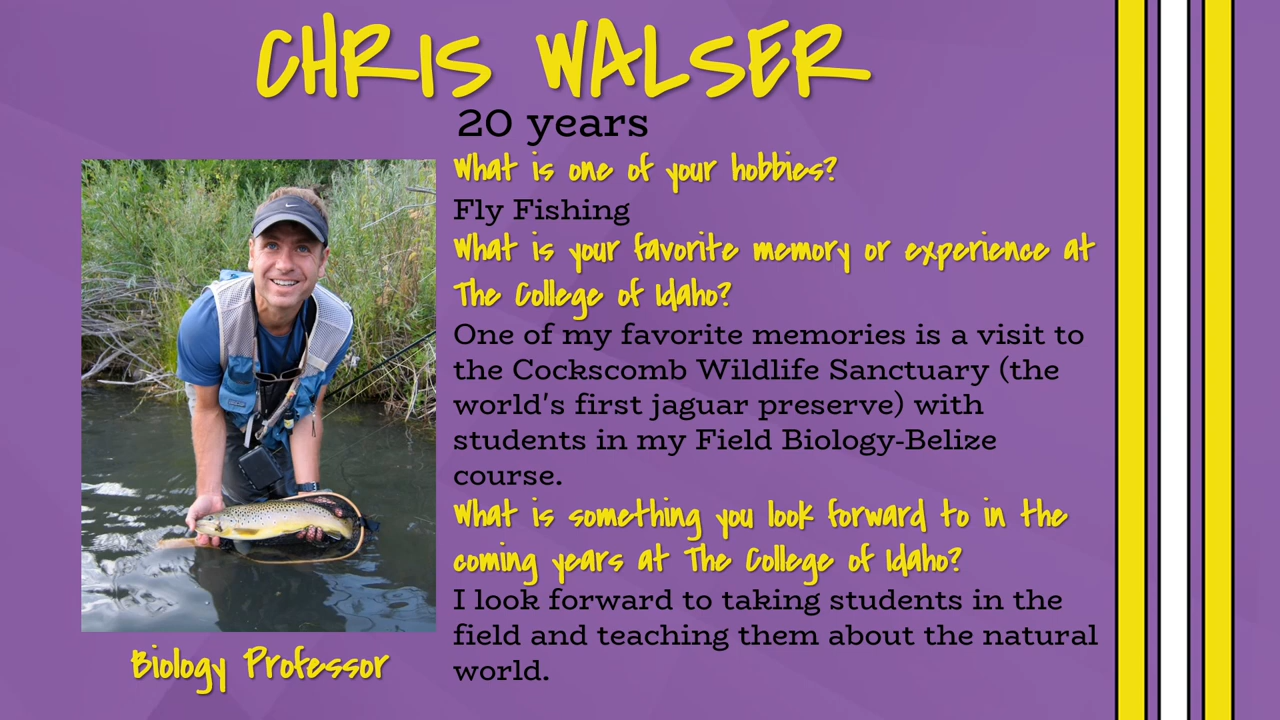 CHRIS WALSER
20 years
What is one of your hobbies?
Fly Fishing
What is your favorite memory or experience at
The College of Idaho?
One of my favorite memories is a visit to
the Cockscomb Wildlife Sanctuary (the
world's first jaguar preserve) with
students in my Field Biology-Belize
course.
What is something you look forward to in the
coming years at The College of Idaho?
I look forward to taking students in the
field and teaching them about the natural
world.
Biology Professor